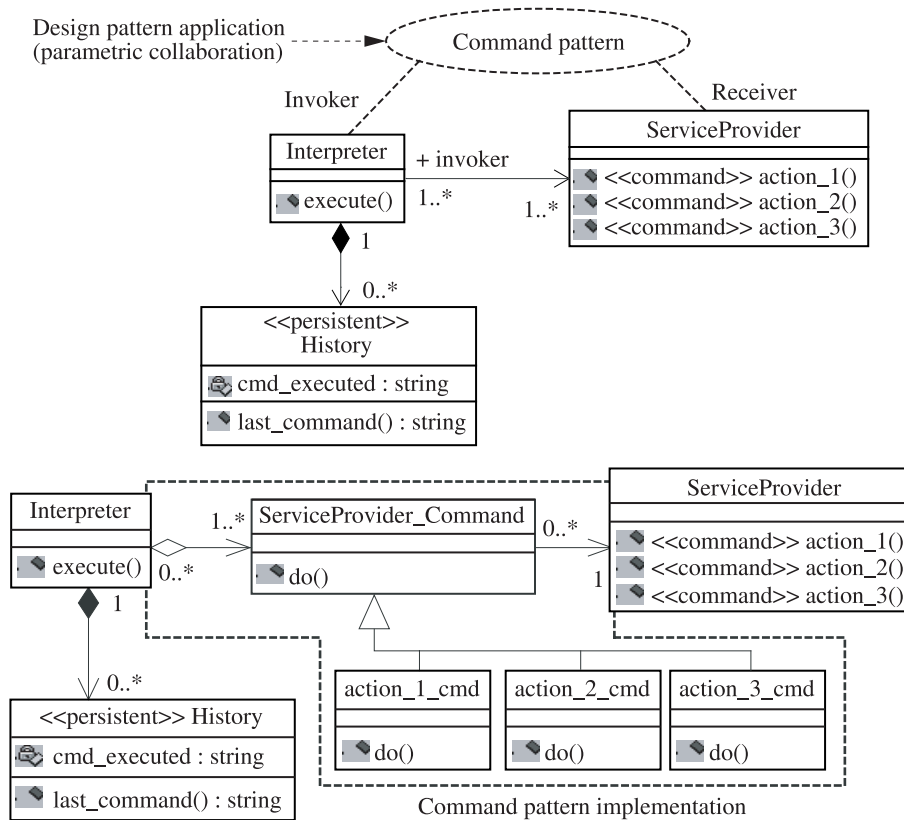 Design pattern application
(parametric collaboration)
Command pattern
Invoker
Receiver
Interpreter
execute()
+ invoker
1..*
1..*
ServiceProvider
<<command>> action_1()
<<command>> action_2()
<<command>> action_3()
1
0..*
<<persistent>>
History
cmd_executed : string
last_command() : string
Interpreter
execute()
1..*
0..*
ServiceProvider_Command
do()
0..*
1
ServiceProvider
<<command>> action_1()
<<command>> action_2()
<<command>> action_3()
1
0..*
<<persistent>> History
cmd_executed : string
last_command() : string
action_1_cmd
do()
action_2_cmd
do()
action_3_cmd
do()
Command pattern implementation